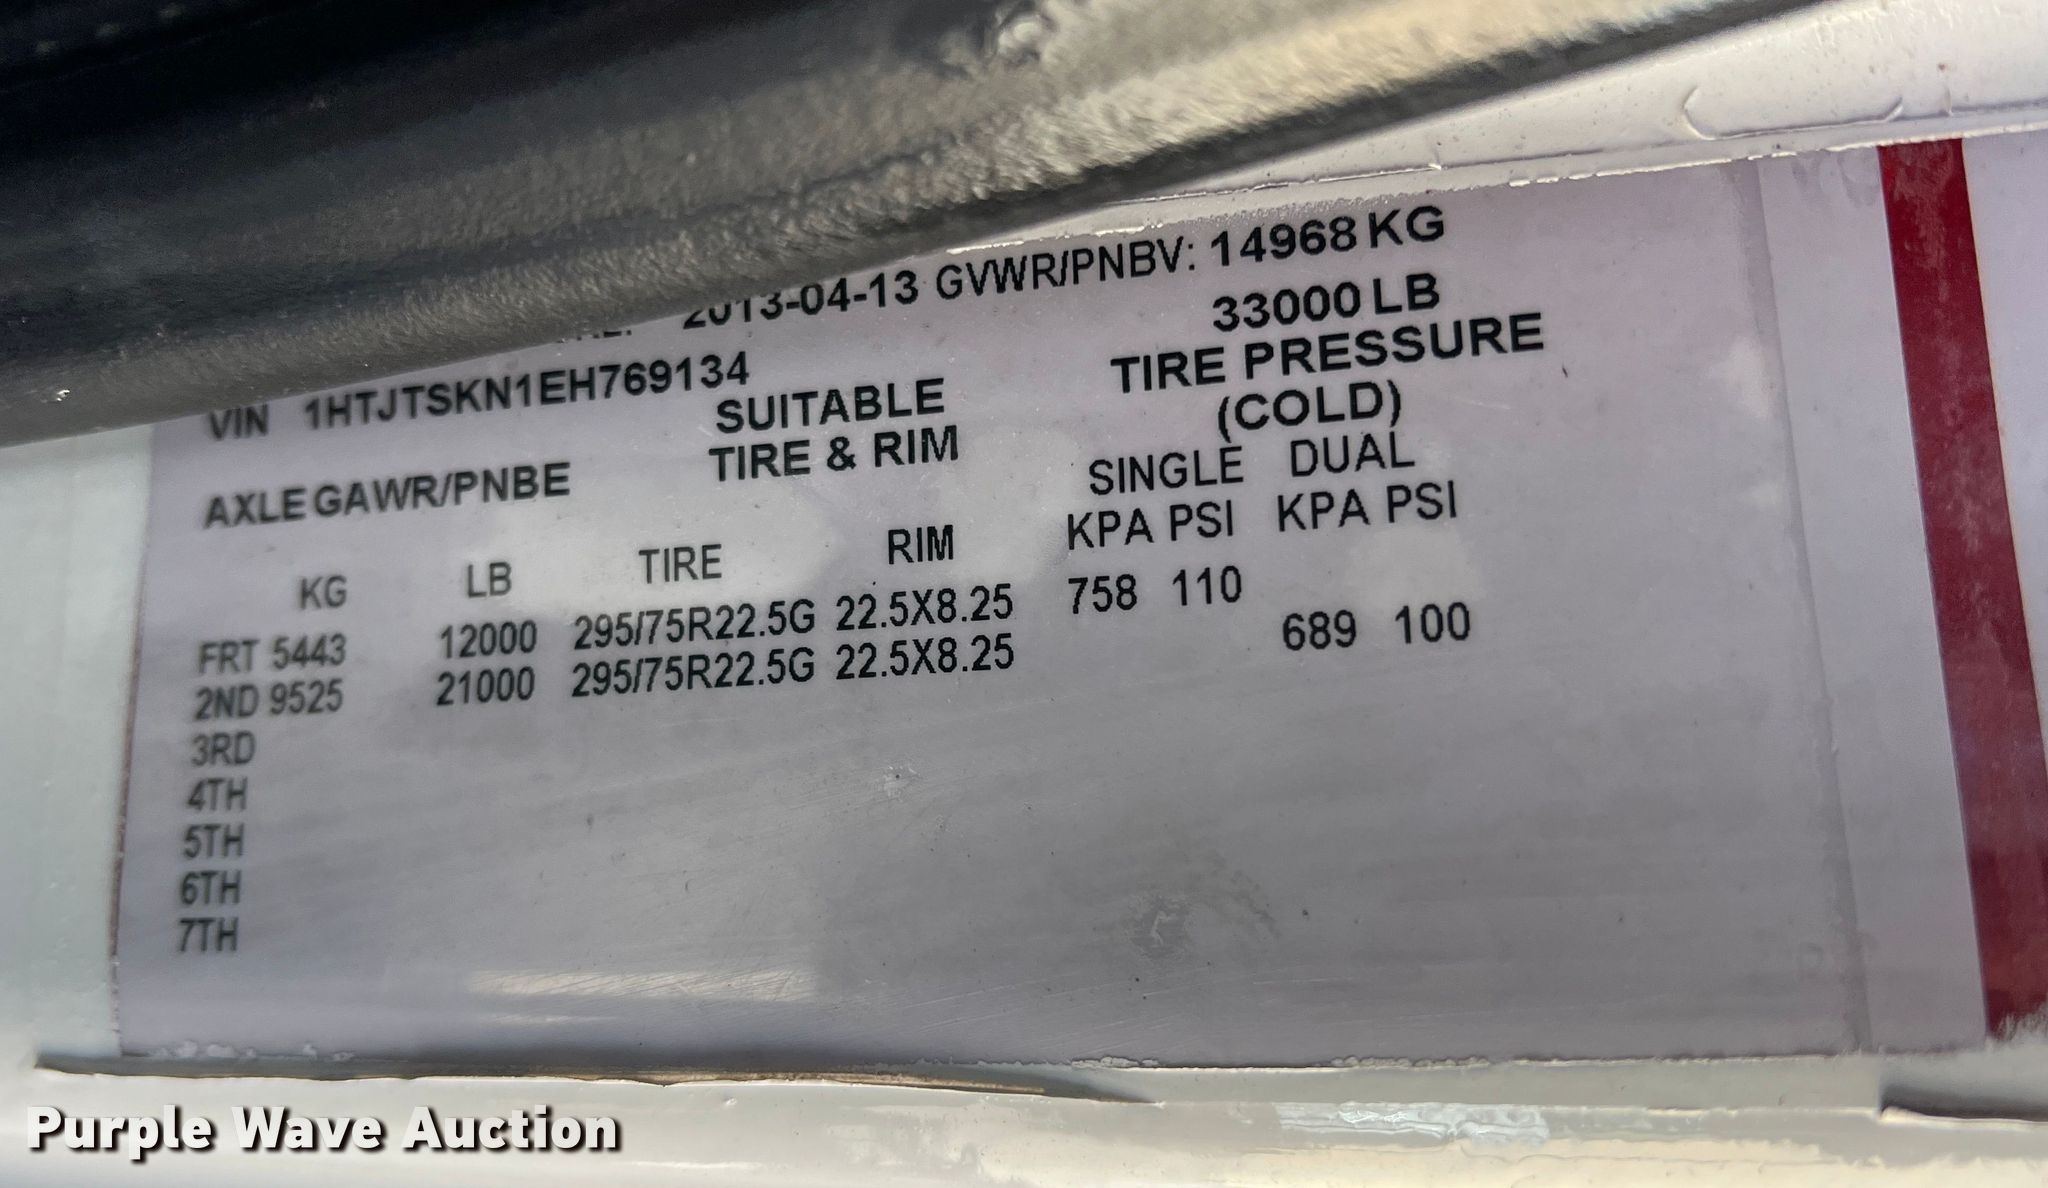 2013-04-13 GVWR/PNBV: 14968 KG
33000 LB
VIN 1HTJTSKN1EH769134
SUITABLE
TIRE & RIM
TIRE PRESSURE
(COLD)
AXLE GAWR/PNBE
SINGLE DUAL
KG LB TIRE RIM KPA PSI KPA PSI
FRT 5443 12000 295/75R22.5G 22.5X8.25 758 110
2ND 9525 21000 295/75R22.5G 22.5X8.25 689 100
3RD
4TH
5TH
6TH
7TH
Purple Wave Auction